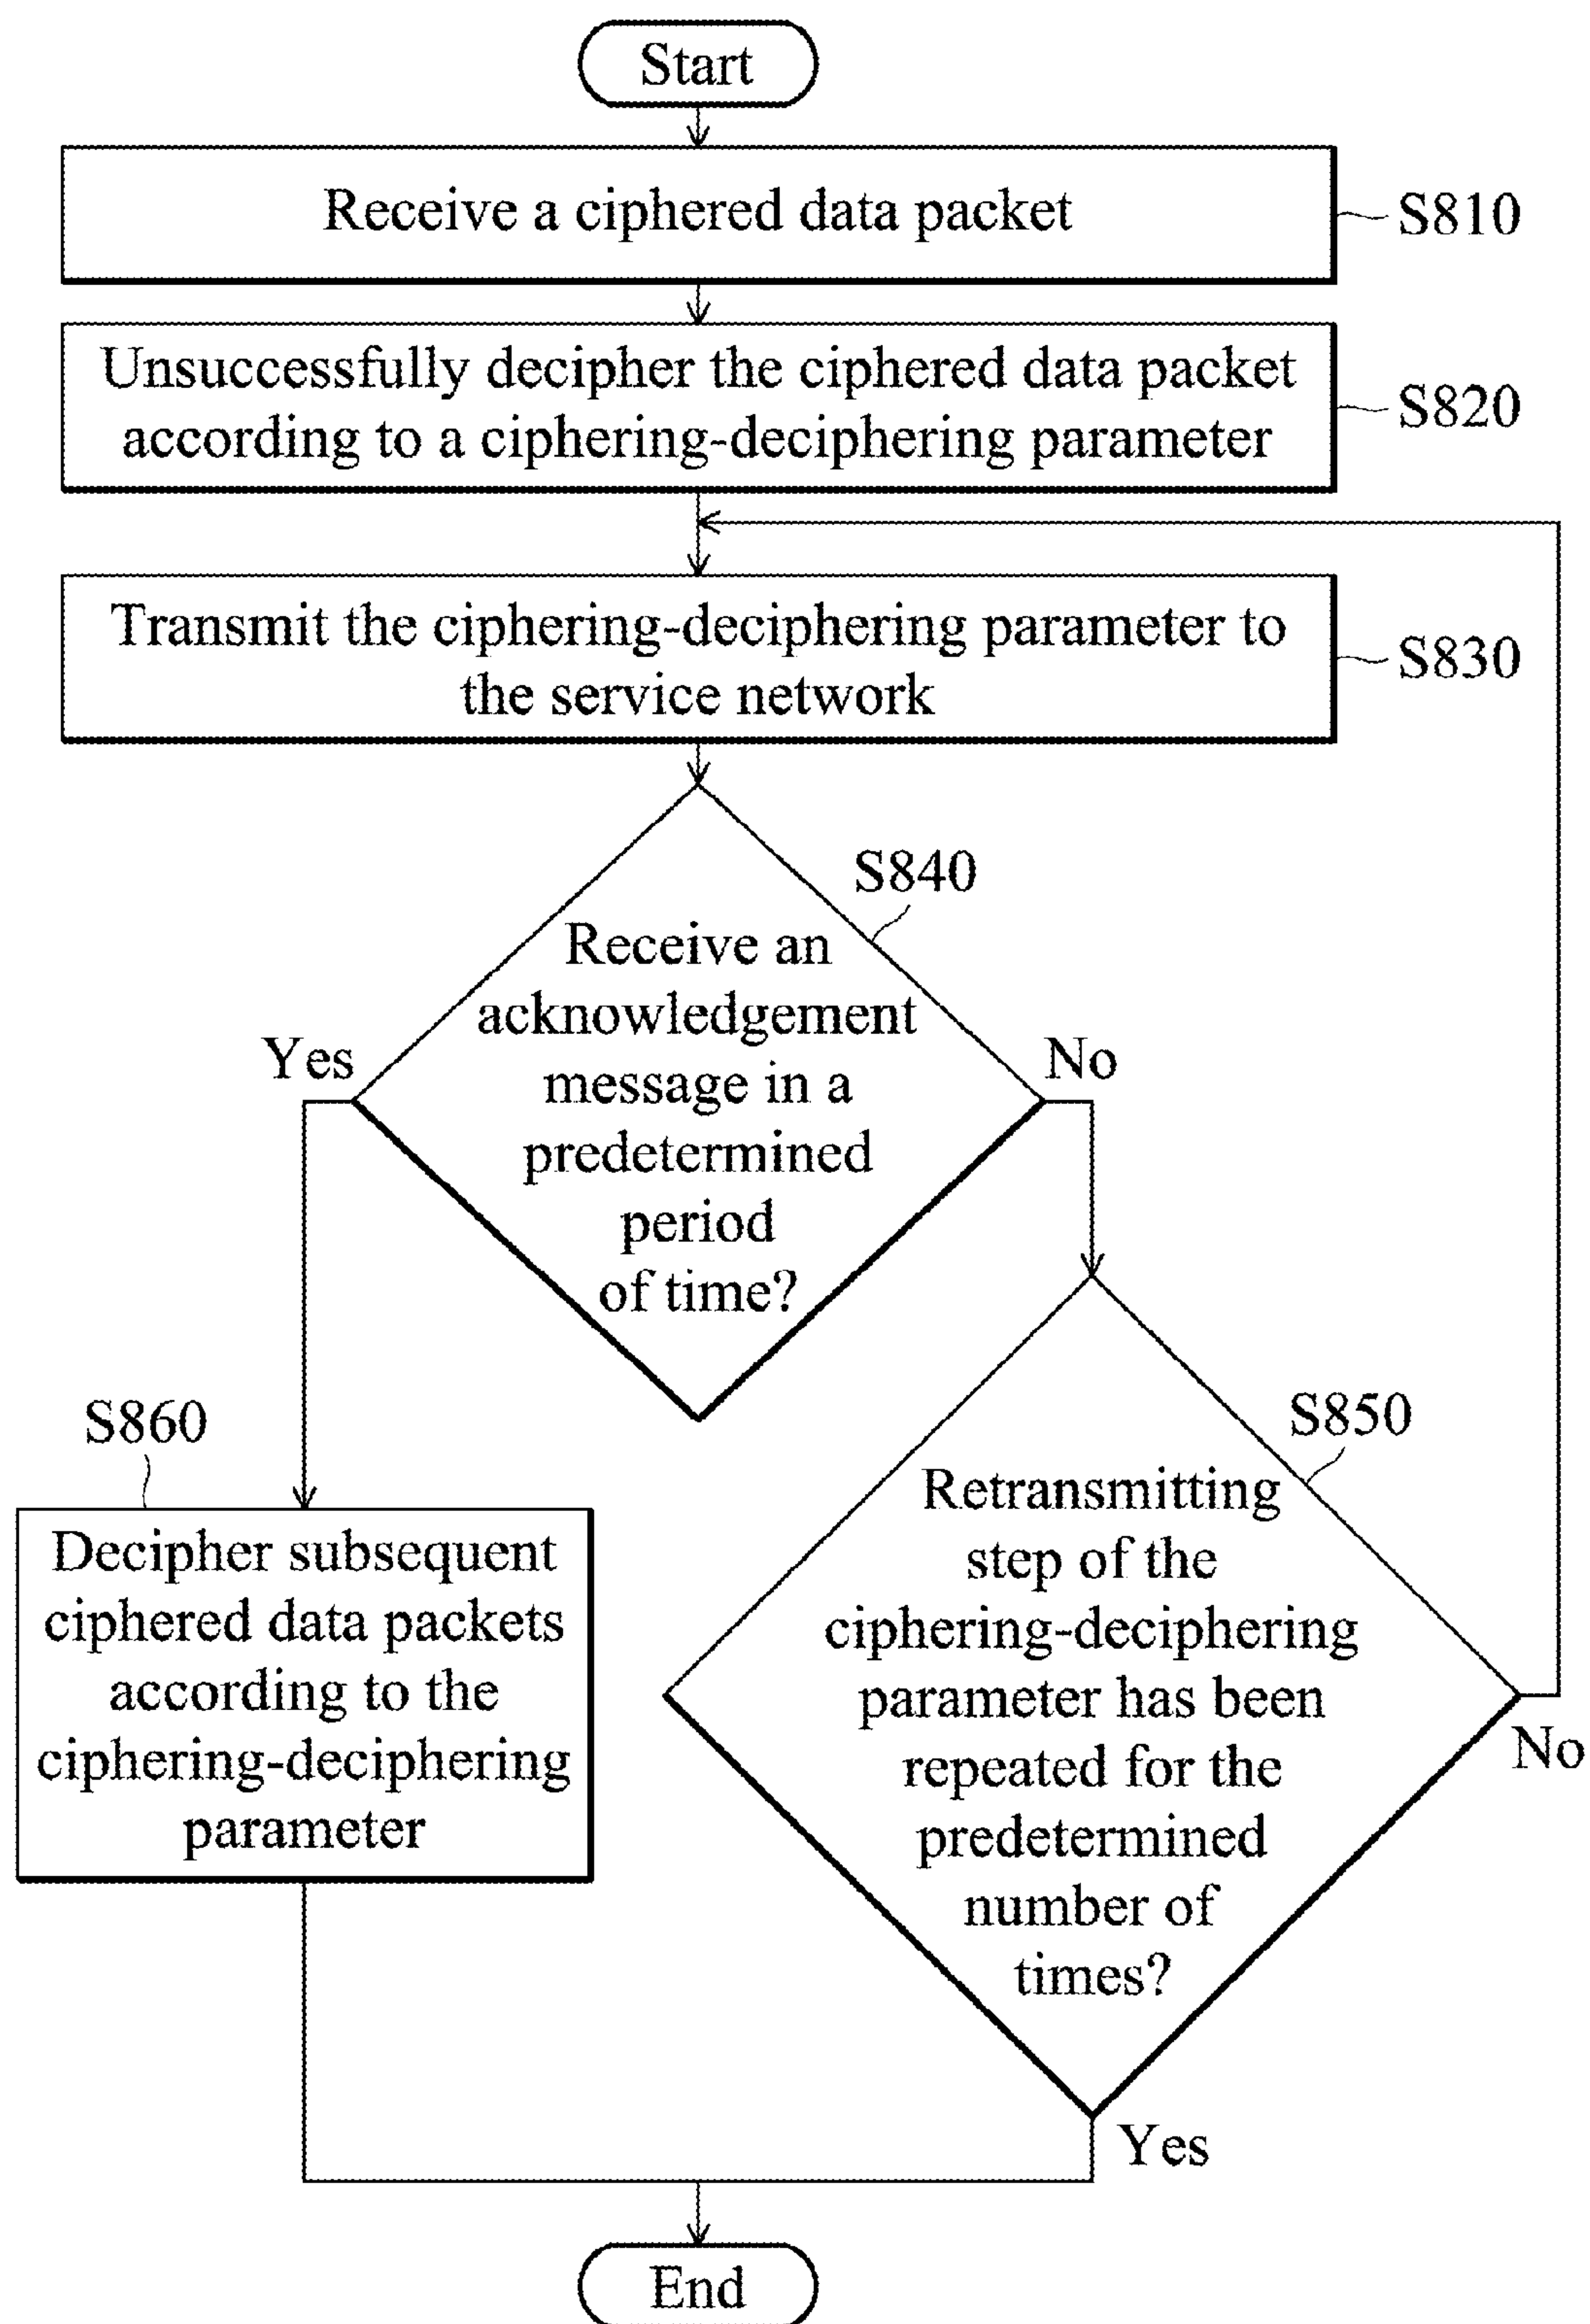 Start
Receive a ciphered data packet
S810
Unsuccessfully decipher the ciphered data packet
according to a ciphering-deciphering parameter
S820
Transmit the ciphering-deciphering parameter to
the service network
S830
S840
Receive an
acknowledgement
message in a
predetermined
period
of time?
Yes
No
S860
Decipher subsequent
ciphered data packets
according to the
ciphering-deciphering
parameter
S850
Retransmitting
step of the
ciphering-deciphering
parameter has been
repeated for the
predetermined
number of
times?
No
Yes
End